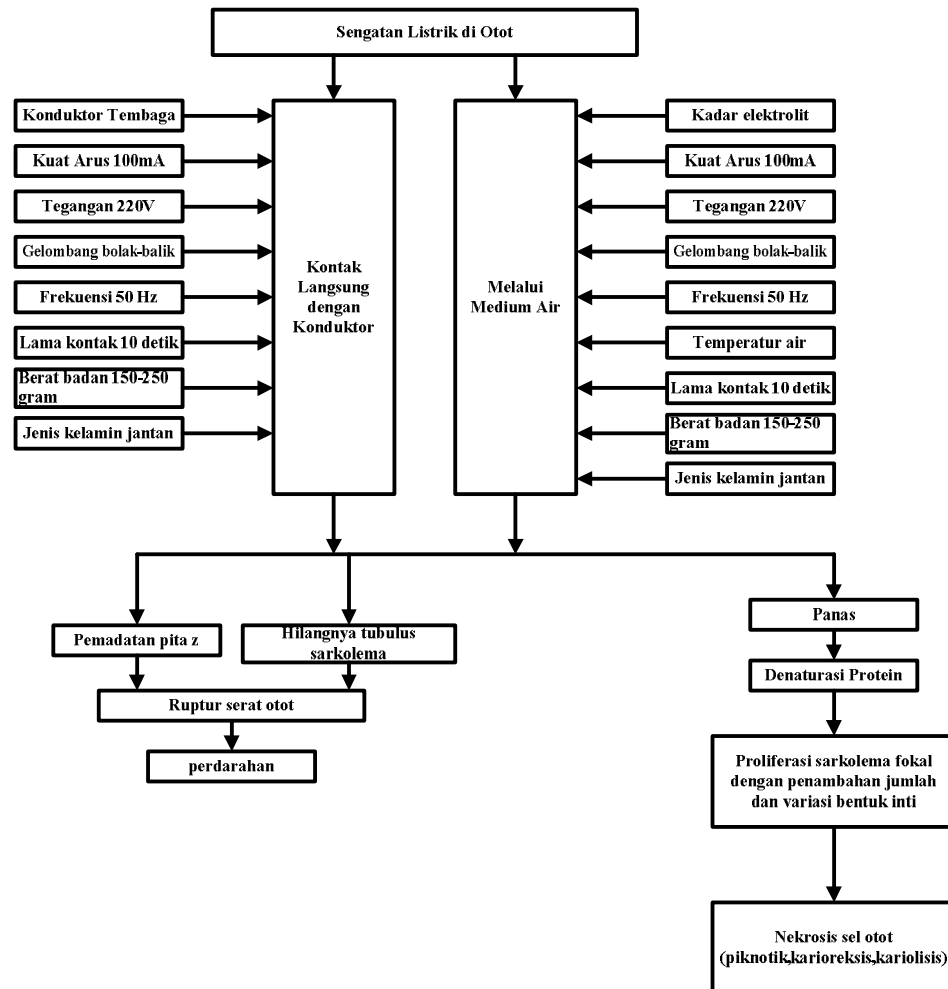 Sengatan Listrik di Otot
Konduktor Tembaga
Kuat Arus 100mA
Tegangan 220V
Gelombang bolak-balik
Frekuensi 50 Hz
Lama kontak 10 detik
Berat badan 150-250
gram
Jenis kelamin jantan
Kontak
Langsung
dengan
Konduktor
Melalui
Medium Air
Kadar elektrolit
Kuat Arus 100mA
Tegangan 220V
Gelombang bolak-balik
Frekuensi 50 Hz
Temperatur air
Lama kontak 10 detik
Berat badan 150-250
gram
Jenis kelamin jantan
Pemadatan pita z
Hilangnya tubulus
sarkolema
Ruptur serat otot
perdarahan
Panas
Denaturasi Protein
Proliferasi sarkolema fokal
dengan penambahan jumlah
dan variasi bentuk inti
Nekrosis sel otot
(piknotik,karioreksis,kariolisis)